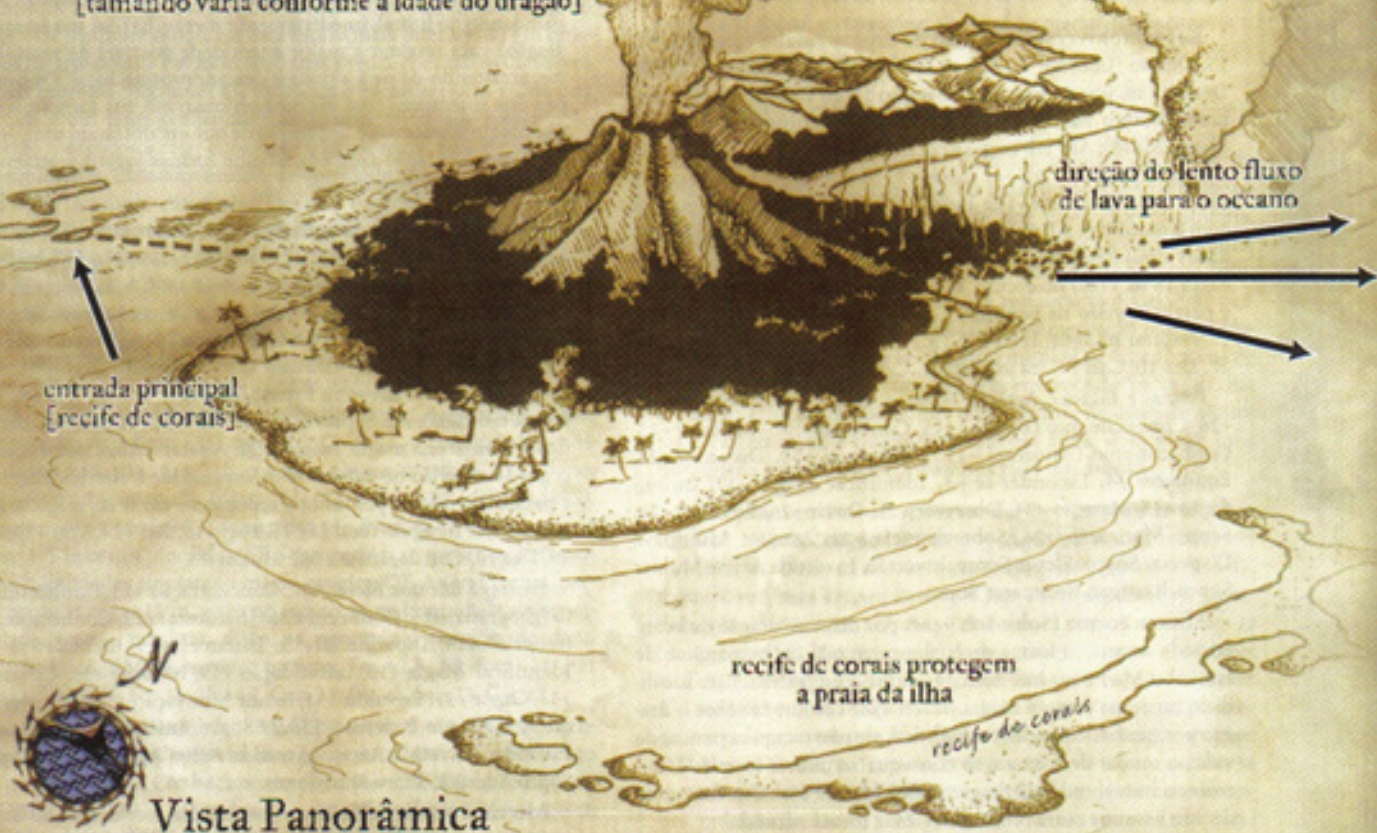 [tamando varia conforme a idade do dragão]
direção do lento fluxo
de lava para o oceano
entrada principal
[recife de corais]
recife de corais protegem
a praia da ilha
recife de corais
N
Vista Panorâmica